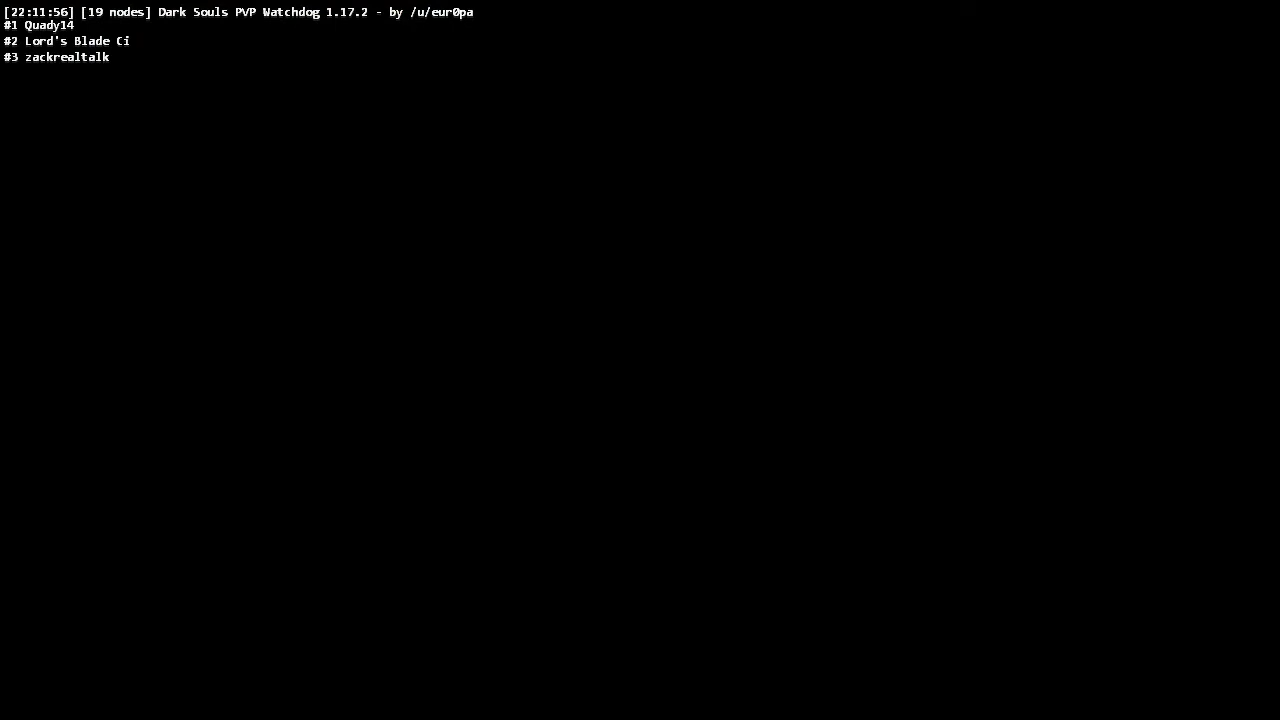 [22:11:56] [19 nodes] Dark Souls PVP Watchdog 1.17.2 - by /u/eur0pa
#1 Quady14
#2 Lord's Blade Ci
#3 zackrealtalk